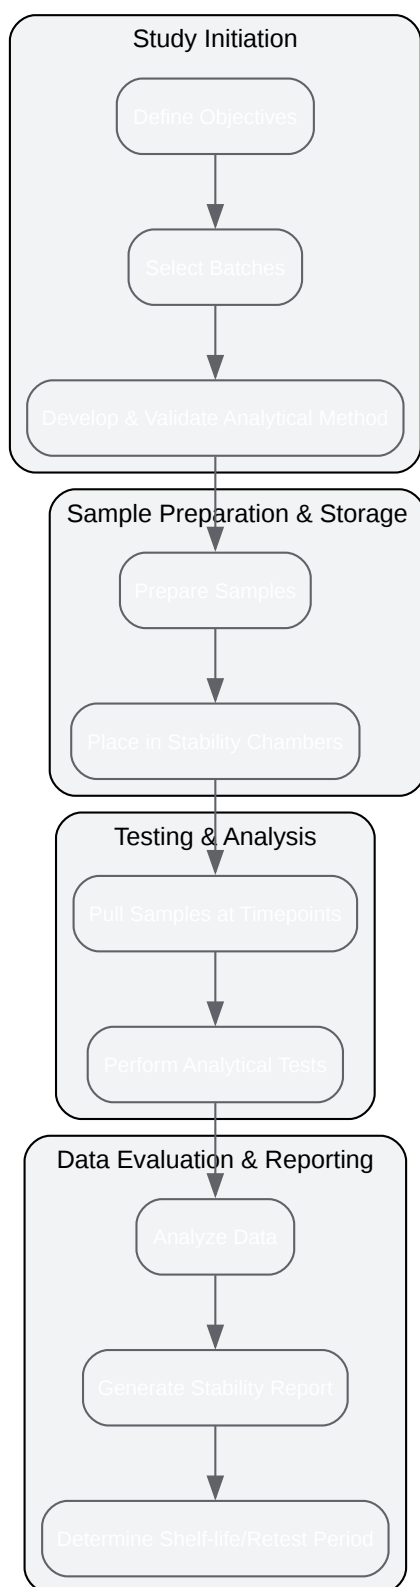 Study Initiation
Define Objectives
Select Batches
Develop & Validate Analytical Method
Sample Preparation & Storage
Prepare Samples
Place in Stability Chambers
Testing & Analysis
Pull Samples at Timepoints
Perform Analytical Tests
Data Evaluation & Reporting
Analyze Data
Generate Stability Report
Determine Shelf-life/Retest Period